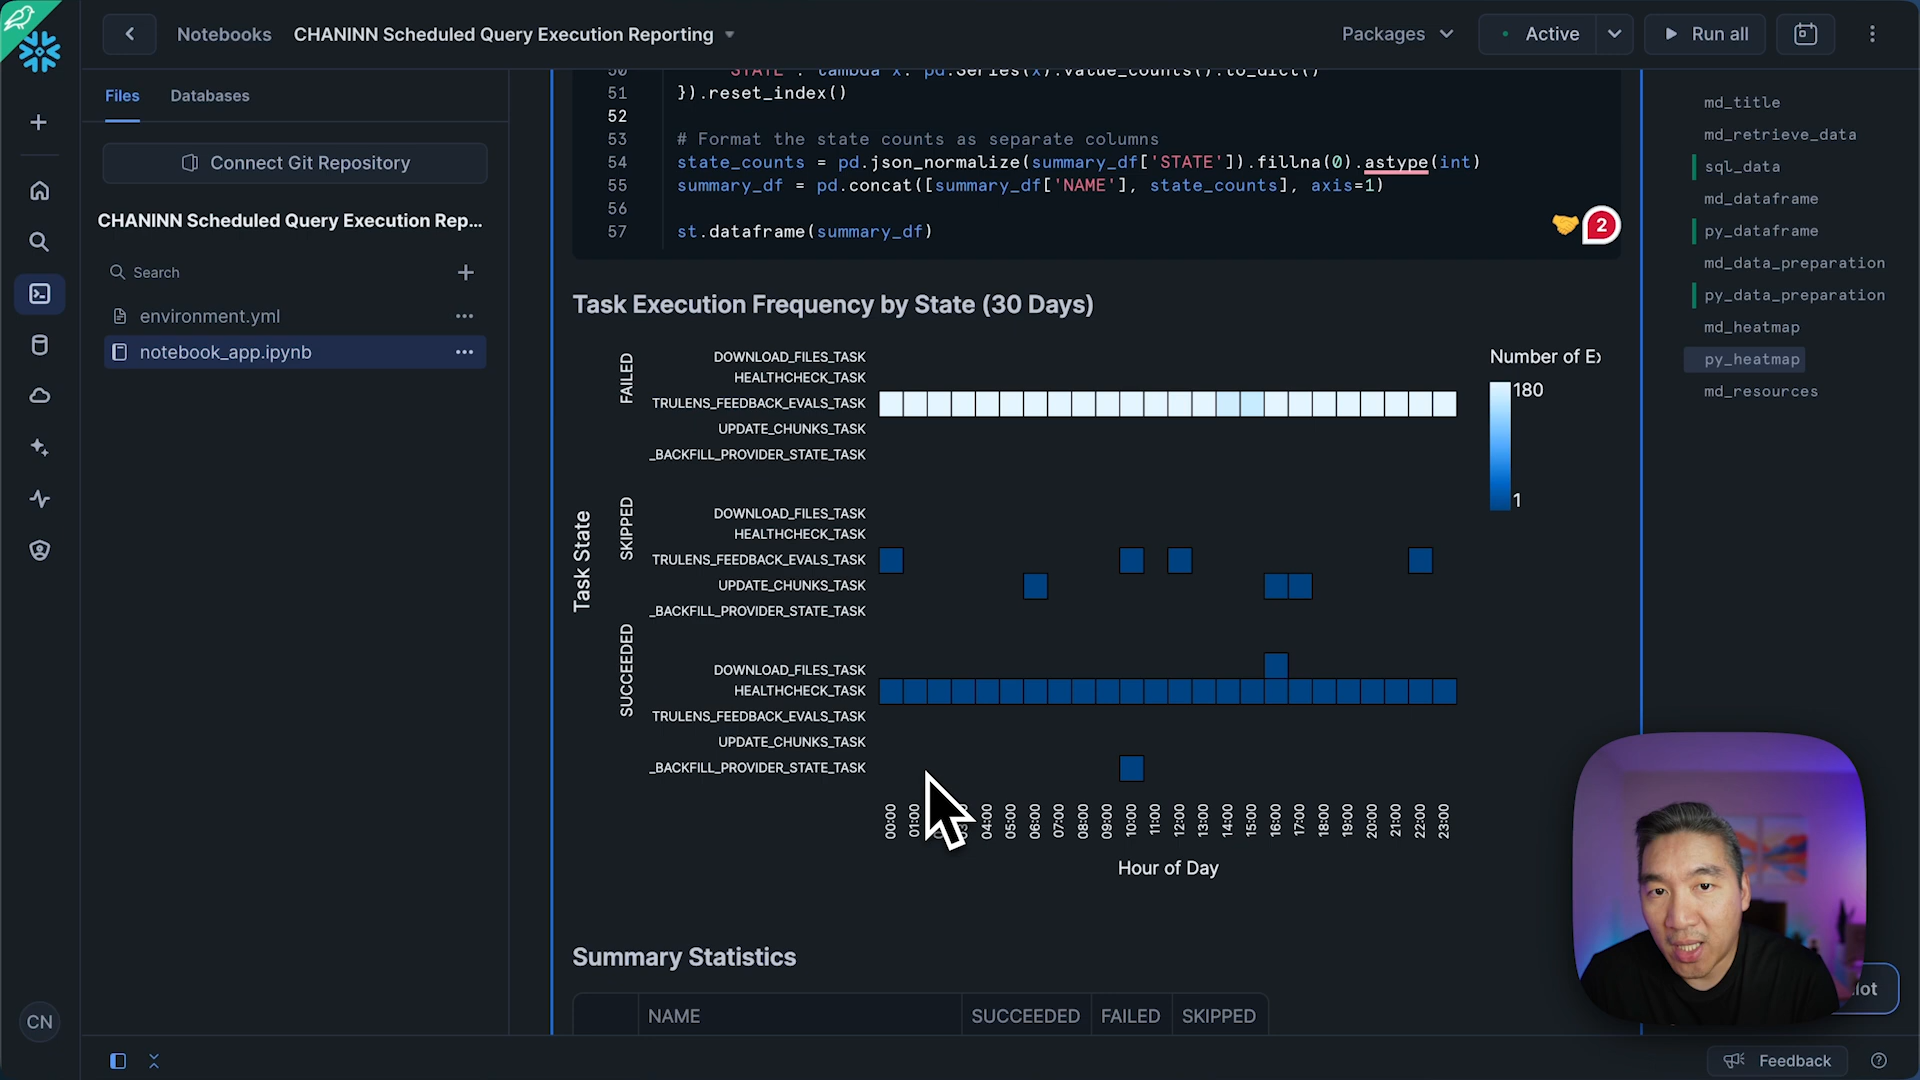 Notebooks
CHANINN Scheduled Query Execution Reporting
Packages
Active
Run all
Files
Databases
Connect Git Repository
CHANINN Scheduled Query Execution Rep...
Search
environment.yml
notebook_app.ipynb
50 'STATE': lambda x: pd.Series(x).value_counts().to_dict()
51 }).reset_index()
52
53 # Format the state counts as separate columns
54 state_counts = pd.json_normalize(summary_df['STATE']).fillna(0).astype(int)
55 summary_df = pd.concat([summary_df['NAME'], state_counts], axis=1)
56
57 st.dataframe(summary_df)
2
Task Execution Frequency by State (30 Days)
Task State
FAILED
DOWNLOAD_FILES_TASK
HEALTHCHECK_TASK
TRULENS_FEEDBACK_EVALS_TASK
UPDATE_CHUNKS_TASK
_BACKFILL_PROVIDER_STATE_TASK
SKIPPED
DOWNLOAD_FILES_TASK
HEALTHCHECK_TASK
TRULENS_FEEDBACK_EVALS_TASK
UPDATE_CHUNKS_TASK
_BACKFILL_PROVIDER_STATE_TASK
SUCCEEDED
DOWNLOAD_FILES_TASK
HEALTHCHECK_TASK
TRULENS_FEEDBACK_EVALS_TASK
UPDATE_CHUNKS_TASK
_BACKFILL_PROVIDER_STATE_TASK
00:00 01:00 04:00 05:00 06:00 07:00 08:00 09:00 10:00 11:00 12:00 13:00 14:00 15:00 16:00 17:00 18:00 19:00 20:00 21:00 22:00 23:00
Hour of Day
Number of
180
1
Summary Statistics
NAME SUCCEEDED FAILED SKIPPED
md_title
md_retrieve_data
sql_data
md_dataframe
py_dataframe
md_data_preparation
py_data_preparation
md_heatmap
py_heatmap
md_resources
CN
Feedback